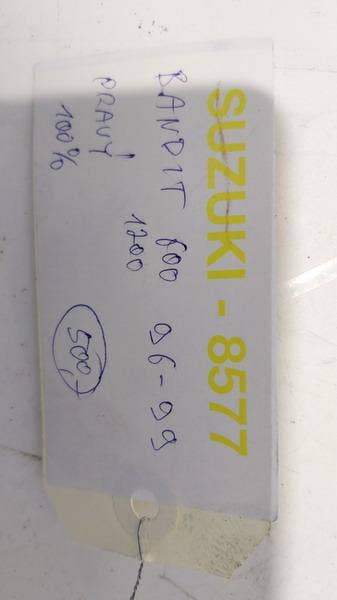 SUZUKI - 8577
BANDIT 600 96-99
1200
PRAVÝ
100%
500,-